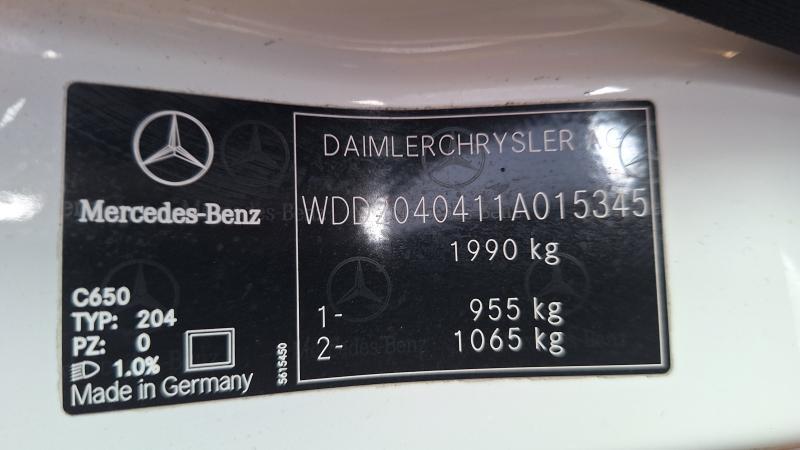 Mercedes-Benz
C650
TYP: 204
PZ: 0
1.0%
Made in Germany
5615450
DAIMLERCHRYSLER AG
WDD2040411A015345
1990 kg
1- 955 kg
2- 1065 kg